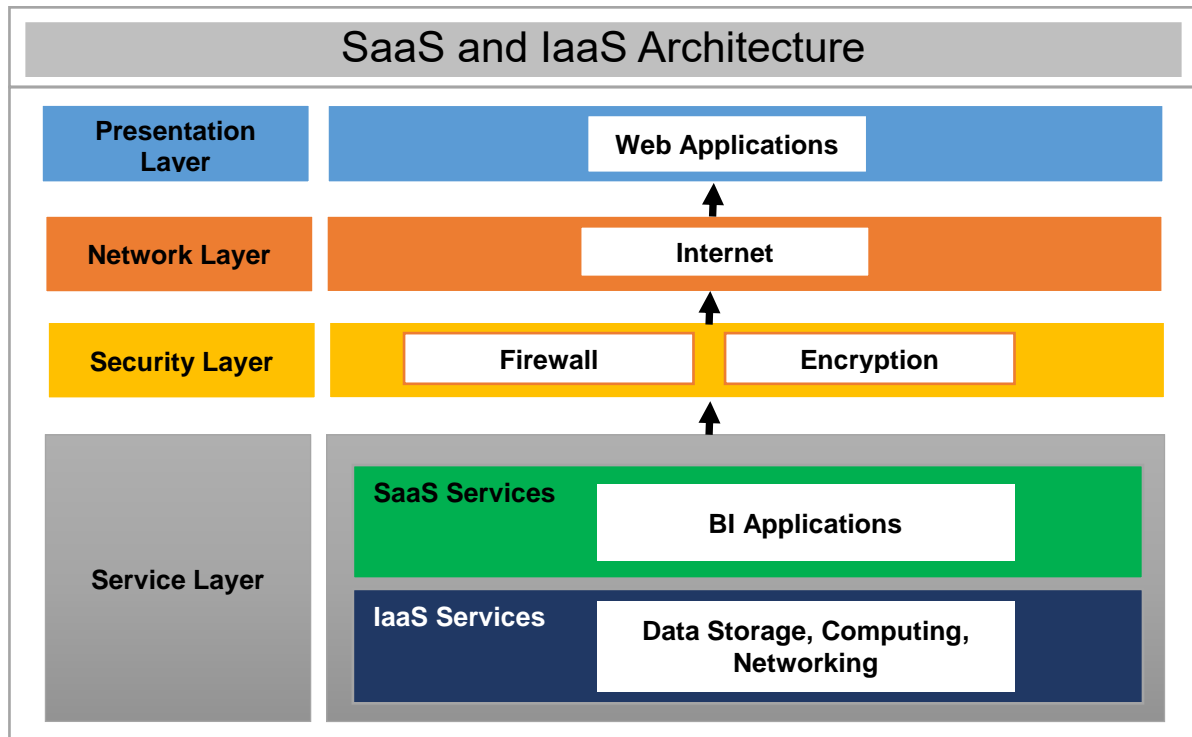 SaaS and IaaS Architecture
Presentation
Layer
Web Applications
Network Layer
Internet
Security Layer
Firewall
Encryption
Service Layer
SaaS Services
BI Applications
IaaS Services
Data Storage, Computing,
Networking